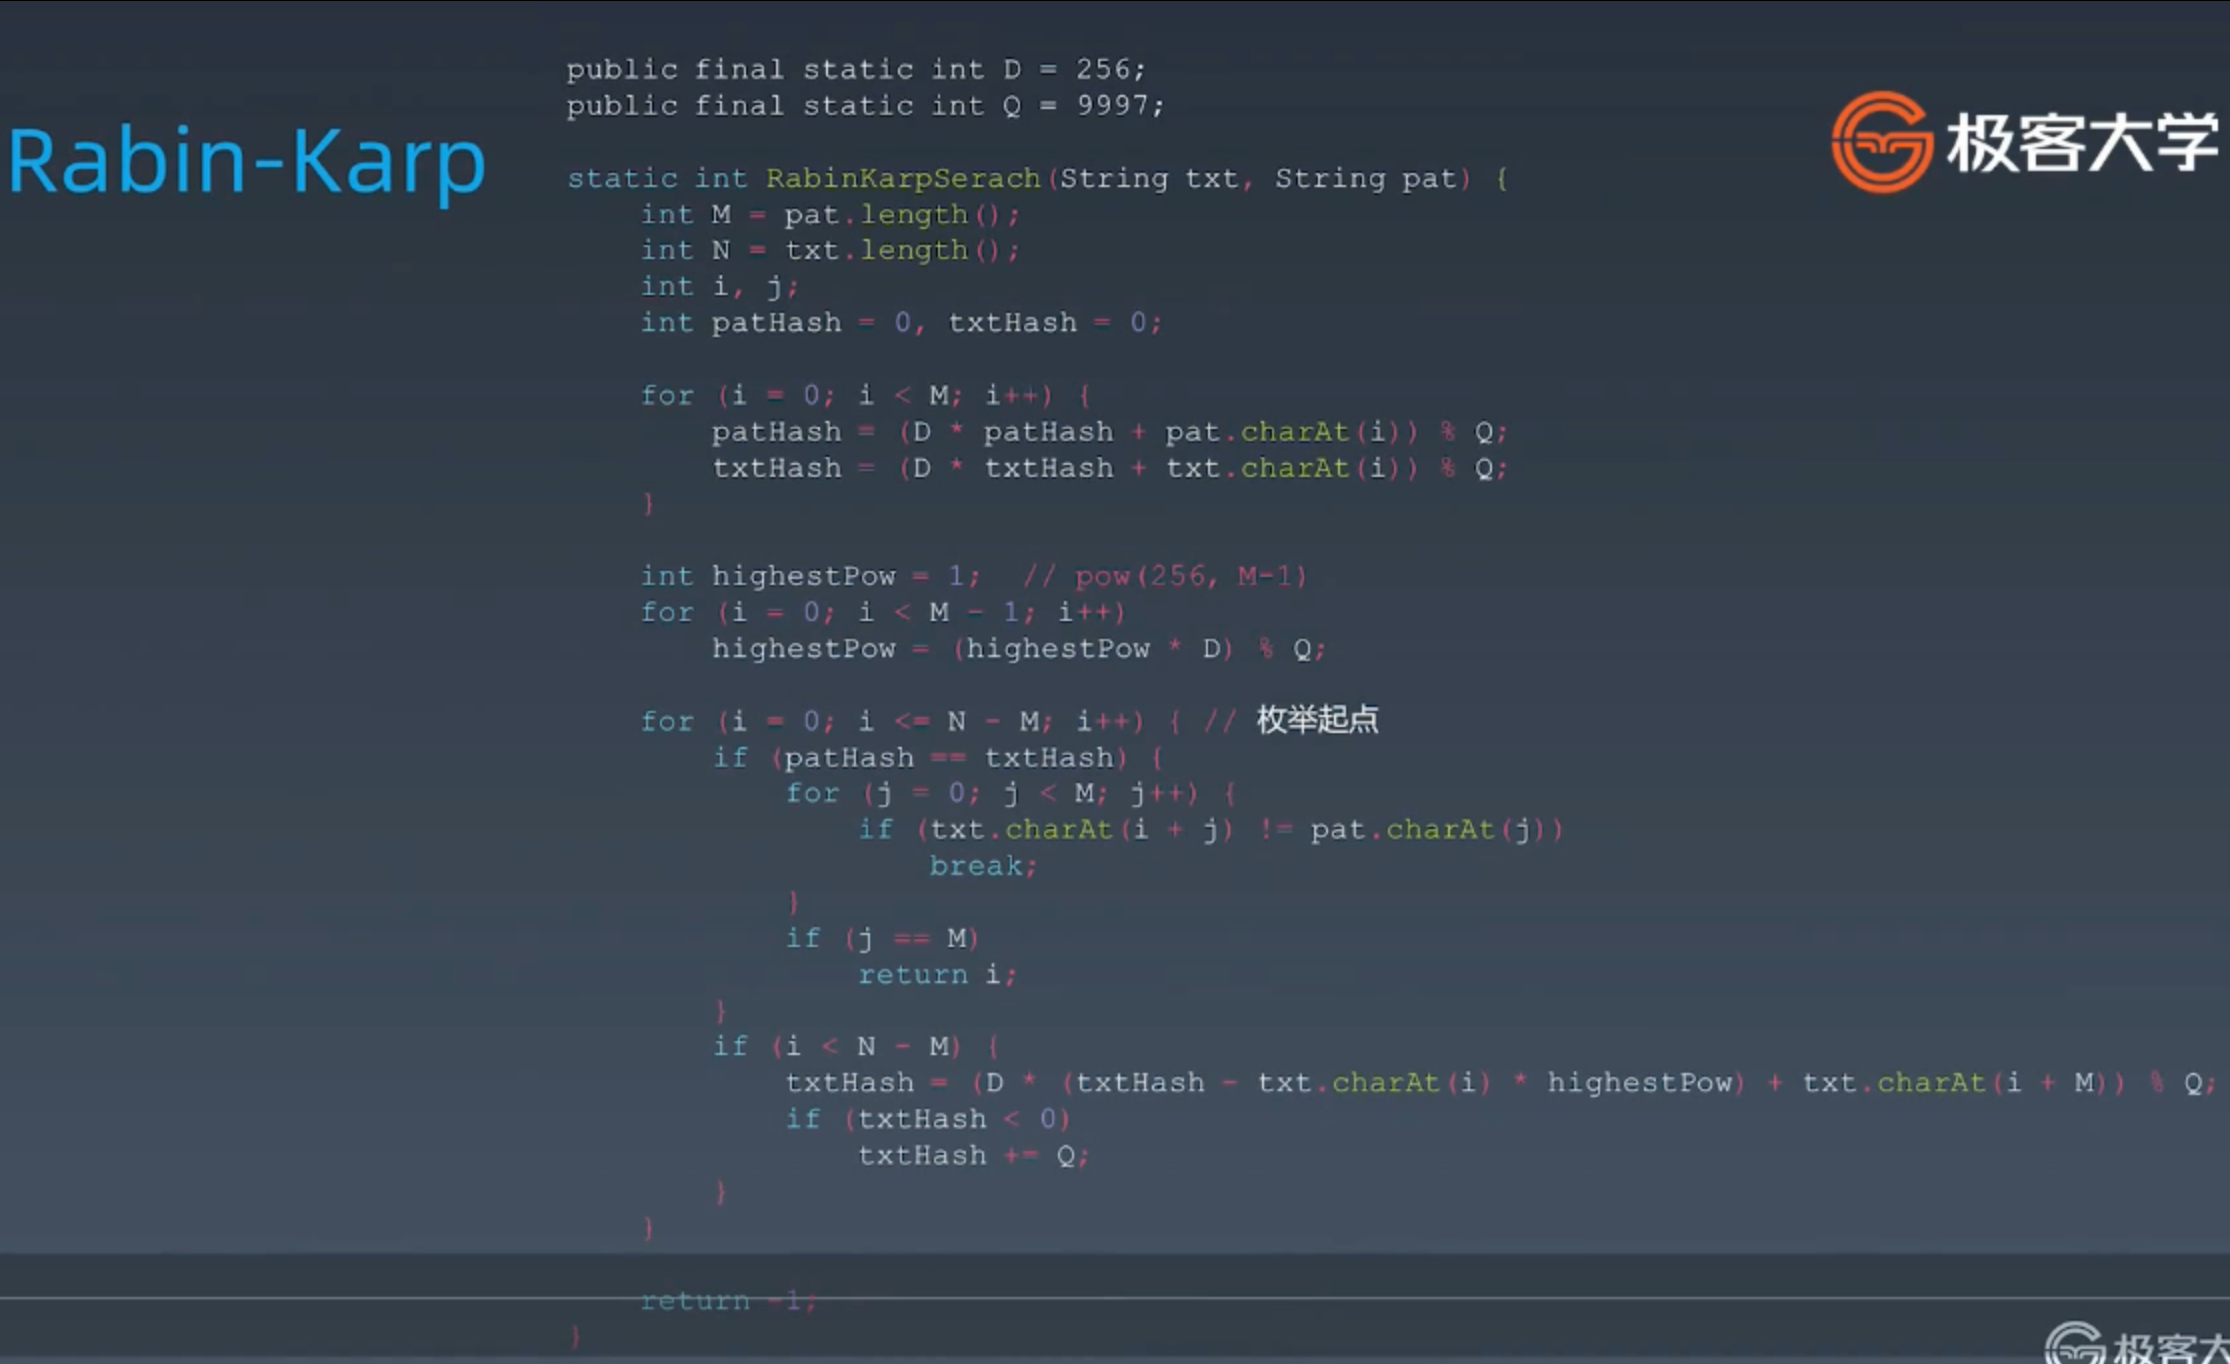 Rabin-Karp
极客大学
public final static int D = 256;
public final static int Q = 9997;
static int RabinKarpSerach(String txt, String pat) {
    int M = pat.length();
    int N = txt.length();
    int i, j;
    int patHash = 0, txtHash = 0;
    for (i = 0; i < M; i++) {
        patHash = (D * patHash + pat.charAt(i)) % Q;
        txtHash = (D * txtHash + txt.charAt(i)) % Q;
    }
    int highestPow = 1;  // pow(256, M-1)
    for (i = 0; i < M - 1; i++)
        highestPow = (highestPow * D) % Q;
    for (i = 0; i <= N - M; i++) { // 枚举起点
        if (patHash == txtHash) {
            for (j = 0; j < M; j++) {
                if (txt.charAt(i + j) != pat.charAt(j))
                    break;
            }
            if (j == M)
                return i;
        }
        if (i < N - M) {
            txtHash = (D * (txtHash - txt.charAt(i) * highestPow) + txt.charAt(i + M)) % Q;
            if (txtHash < 0)
                txtHash += Q;
        }
    }
    return -1;
}
极客大